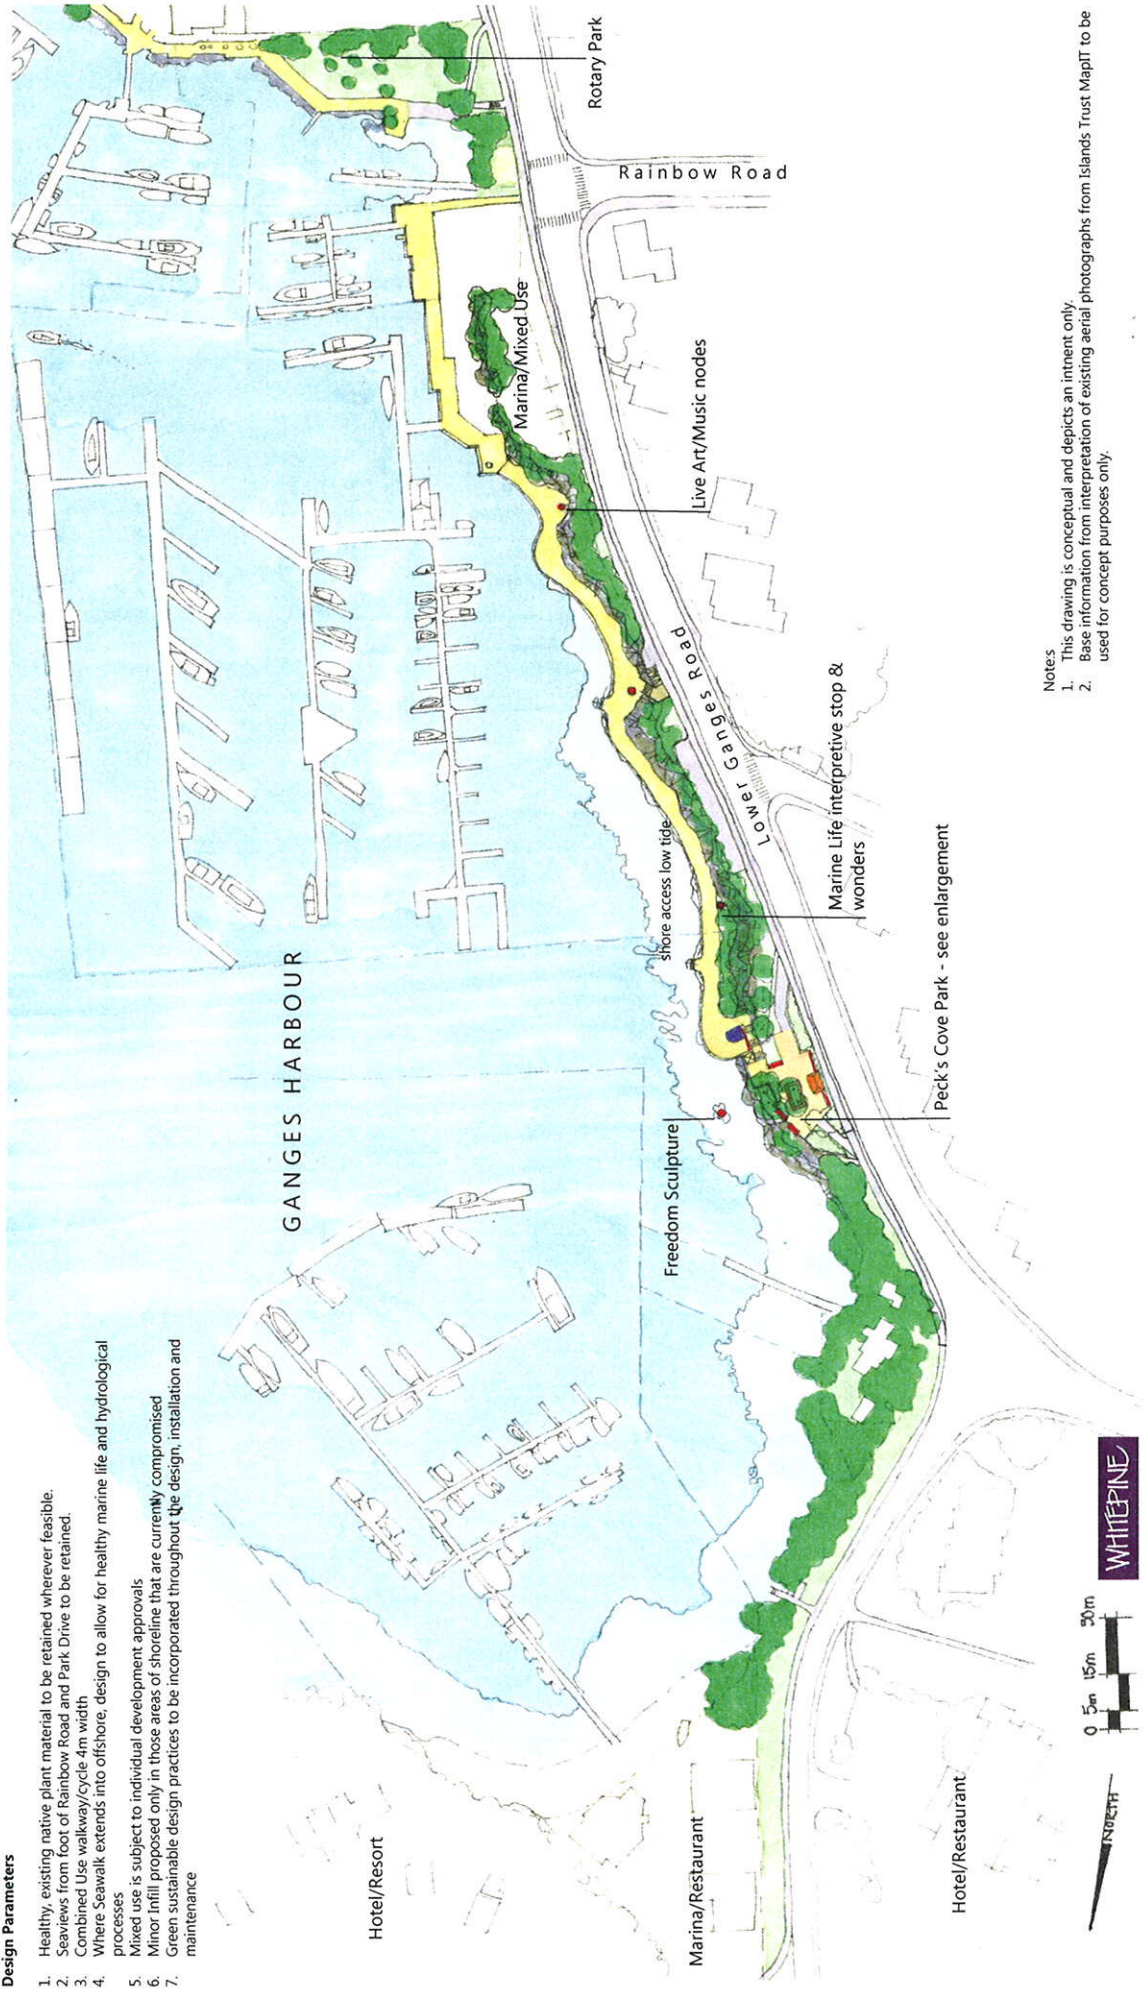 Design Parameters
1. Healthy, existing native plant material to be retained wherever feasible.
2. Seaviews from foot of Rainbow Road and Park Drive to be retained.
3. Combined Use walkway/cycle 4m width
4. Where Seawalk extends into offshore, design to allow for healthy marine life and hydrological
processes
5. Mixed use is subject to individual development approvals
6. Minor Infill proposed only in those areas of shoreline that are currently compromised
7. Green sustainable design practices to be incorporated throughout the design, installation and
maintenance
GANGES HARBOUR
Hotel/Resort
Marina/Restaurant
Hotel/Restaurant
Freedom Sculpture
shore access low tide
Peck's Cove Park - see enlargement
Marine Life interpretive stop &
wonders
Lower Ganges Road
Live Art/Music nodes
Marina/Mixed Use
Rainbow Road
Rotary Park
Note:s
1. This drawing is conceptual and depicts an intnent only.
2. Base information from interpretation of existing aerial photographs from Islands Trust MapIT to be
used for concept purposes only.
NORTH
0 5m 15m 30m
WHITEPINE